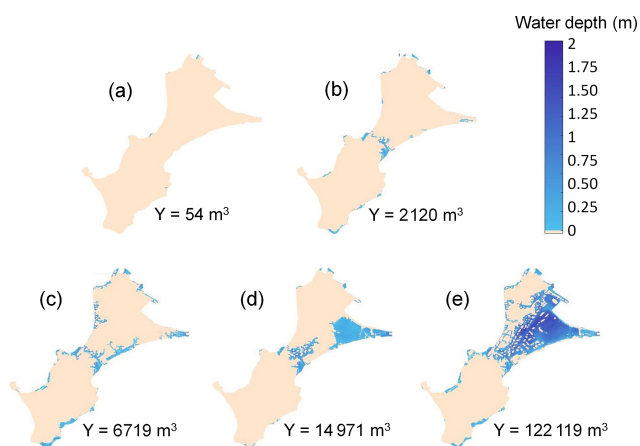 Water depth (m)
2
1.75
1.50
1.25
1
0.75
0.50
0.25
0
(a)
(b)
Y = 54 m³
Y = 2120 m³
(c)
(d)
(e)
Y = 6719 m³
Y = 14 971 m³
Y = 122 119 m³